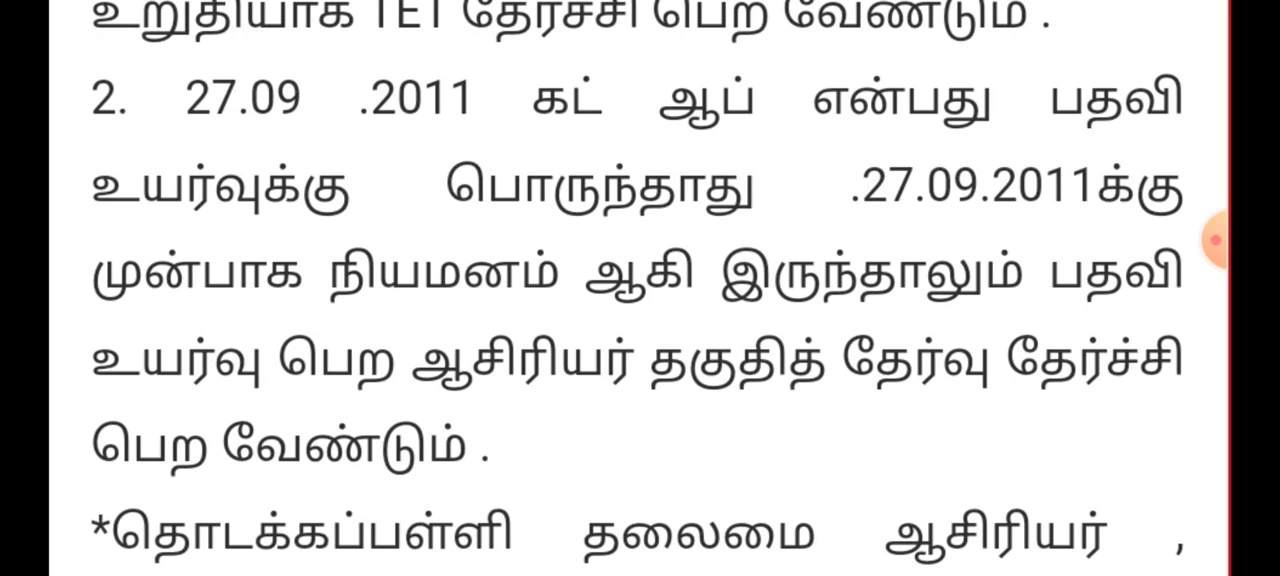 உறுதியாக TET தேர்ச்சி பெற வேண்டும் .
2. 27.09 .2011 கட் ஆப் என்பது பதவி
உயர்வுக்கு பொருந்தாது .27.09.2011க்கு
முன்பாக நியமனம் ஆகி இருந்தாலும் பதவி
உயர்வு பெற ஆசிரியர் தகுதித் தேர்வு தேர்ச்சி
பெற வேண்டும் .
*தொடக்கப்பள்ளி தலைமை ஆசிரியர் ,